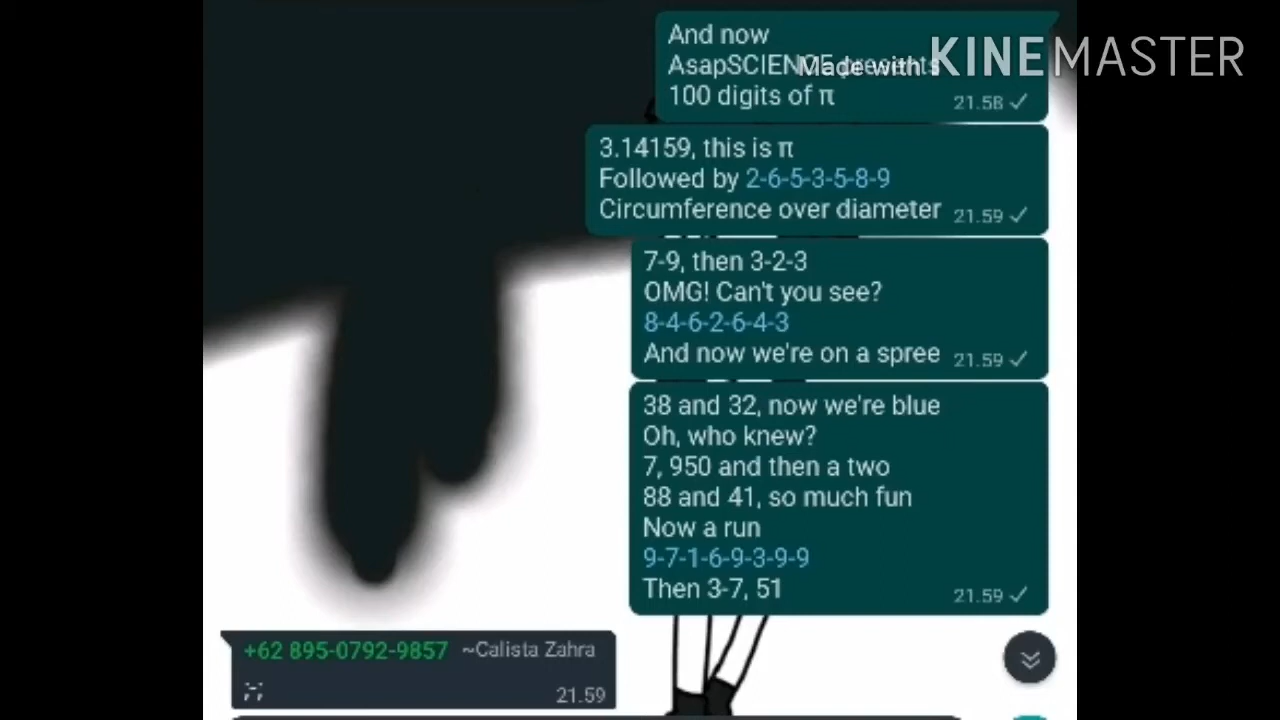 And now
AsapSCIENCE presents
100 digits of π
21.58
Made with KINEMASTER
3.14159, this is π
Followed by 2-6-5-3-5-8-9
Circumference over diameter
21.59
7-9, then 3-2-3
OMG! Can't you see?
8-4-6-2-6-4-3
And now we're on a spree
21.59
38 and 32, now we're blue
Oh, who knew?
7, 950 and then a two
88 and 41, so much fun
Now a run
9-7-1-6-9-3-9-9
Then 3-7, 51
21.59
+62 895-0792-9857 ~Calista Zahra
21.59